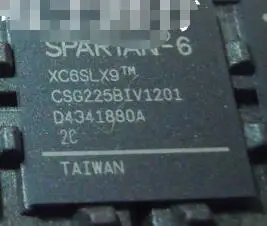 SPARTAN-6
XC6SLX9™
CSG225BIV1201
D4341880A
2C
TAIWAN